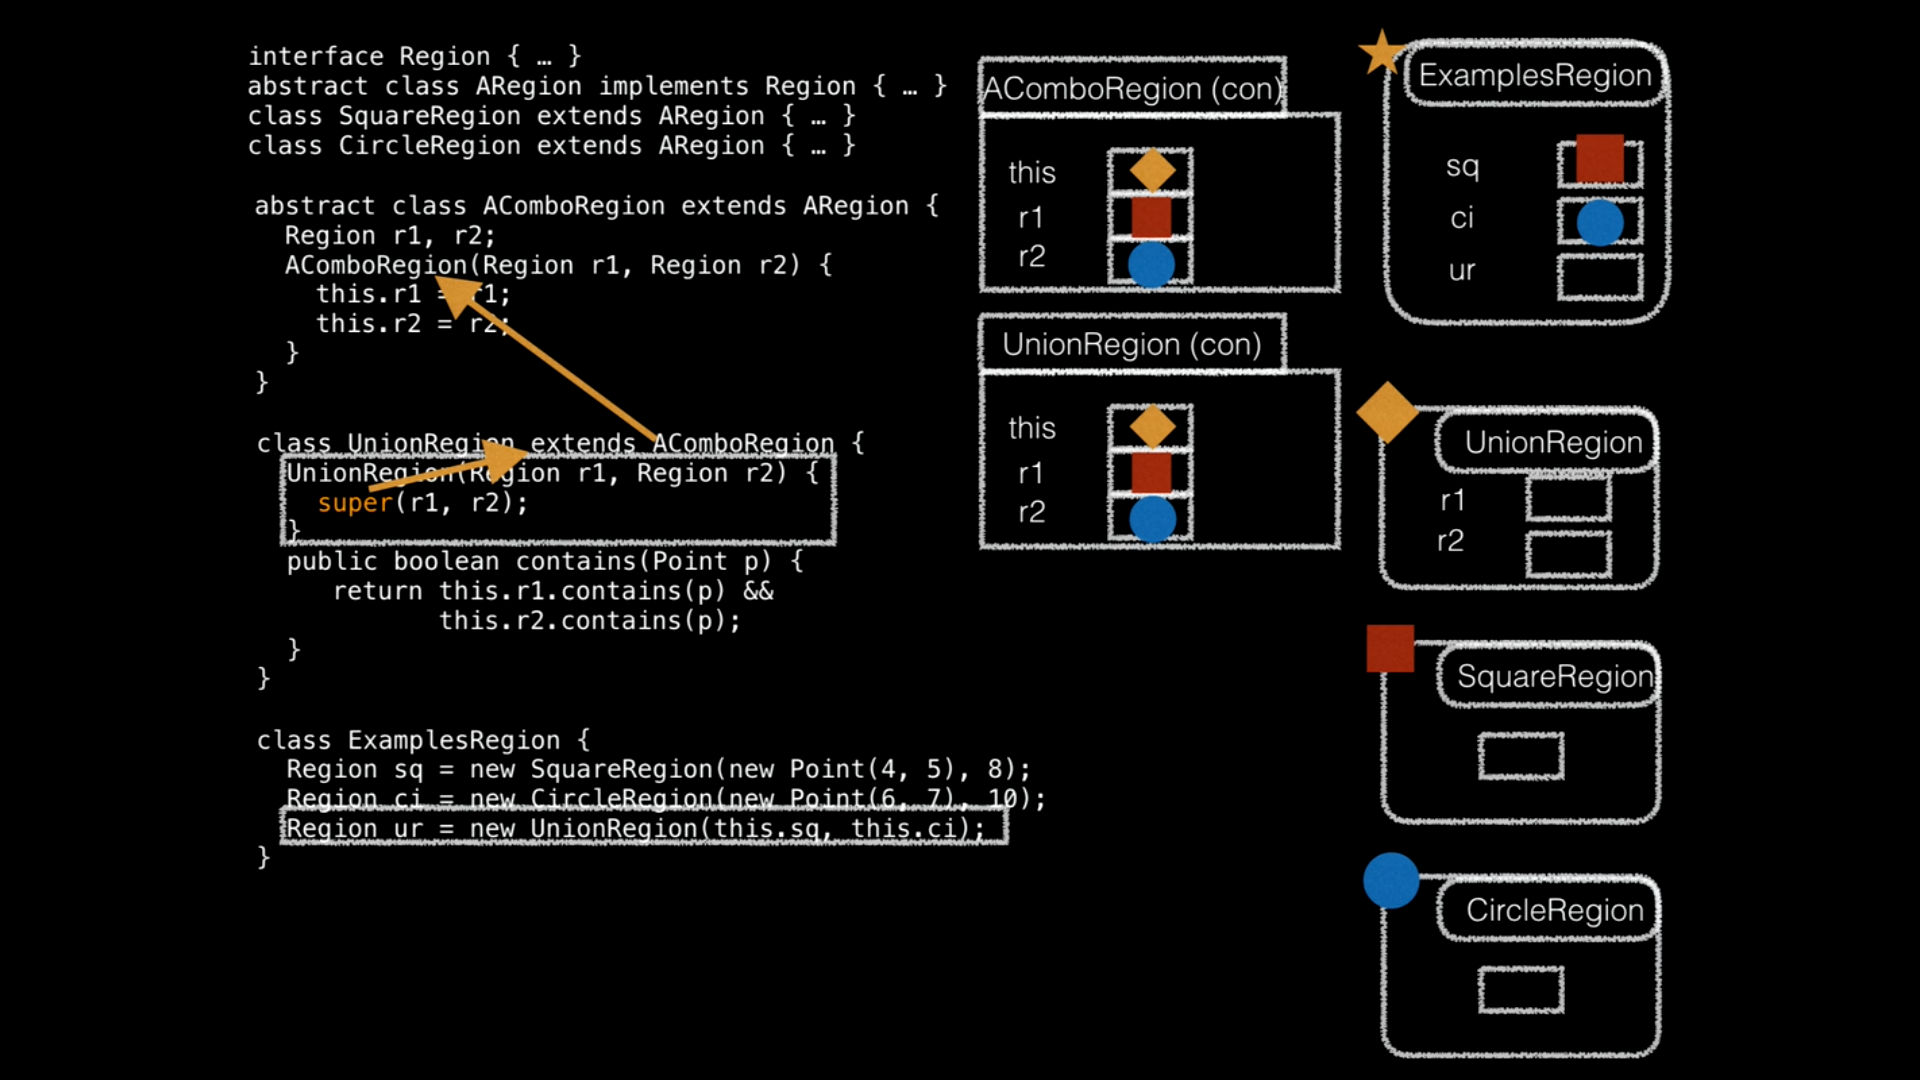 interface Region { … }
abstract class ARegion implements Region { … }
class SquareRegion extends ARegion { … }
class CircleRegion extends ARegion { … }
abstract class AComboRegion extends ARegion {
Region r1, r2;
AComboRegion(Region r1, Region r2) {
this.r1 = r1;
this.r2 = r2;
}
}
class UnionRegion extends AComboRegion {
UnionRegion(Region r1, Region r2) {
super(r1, r2);
}
public boolean contains(Point p) {
return this.r1.contains(p) &&
this.r2.contains(p);
}
}
class ExamplesRegion {
Region sq = new SquareRegion(new Point(4, 5), 8);
Region ci = new CircleRegion(new Point(6, 7), 10);
Region ur = new UnionRegion(this.sq, this.ci);
}
AComboRegion (con)
this
r1
r2
UnionRegion (con)
this
r1
r2
ExamplesRegion
sq
ci
ur
UnionRegion
r1
r2
SquareRegion
CircleRegion